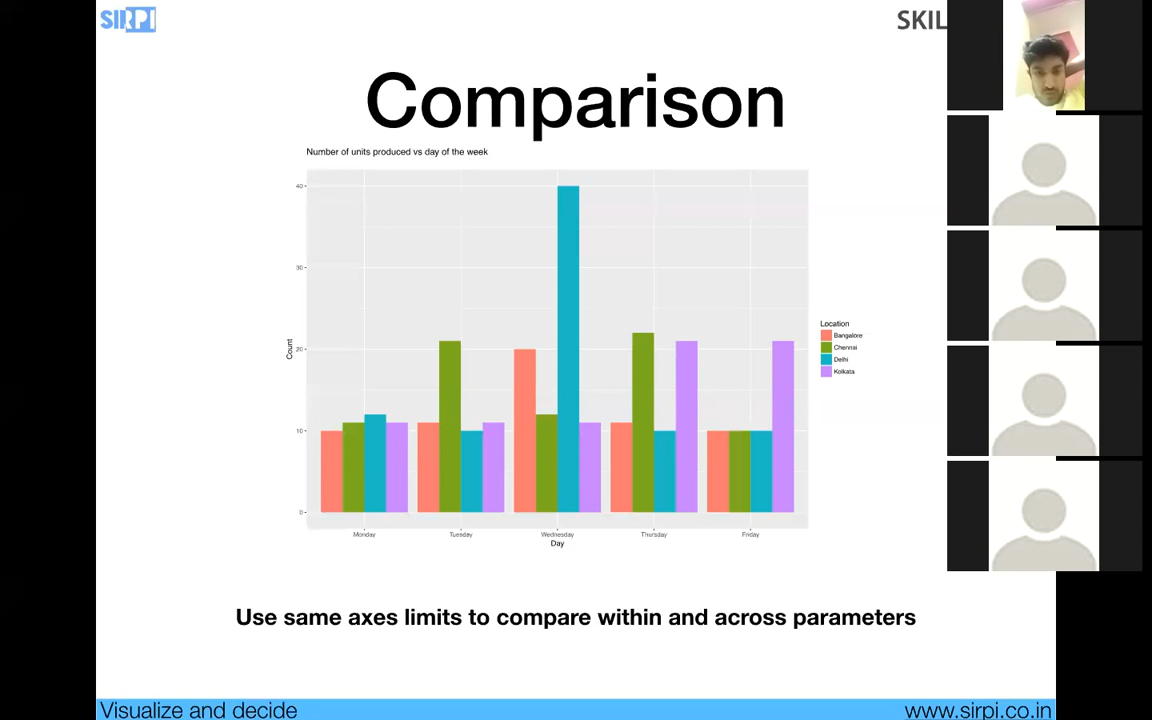 SIRPI
SKIL
Comparison
Number of units produced vs day of the week
40
30
20
10
0
Count
Monday Tuesday Wednesday Thursday Friday
Day
Location
Bangalore
Chennai
Delhi
Kolkata
Use same axes limits to compare within and across parameters
Visualize and decide www.sirpi.co.in